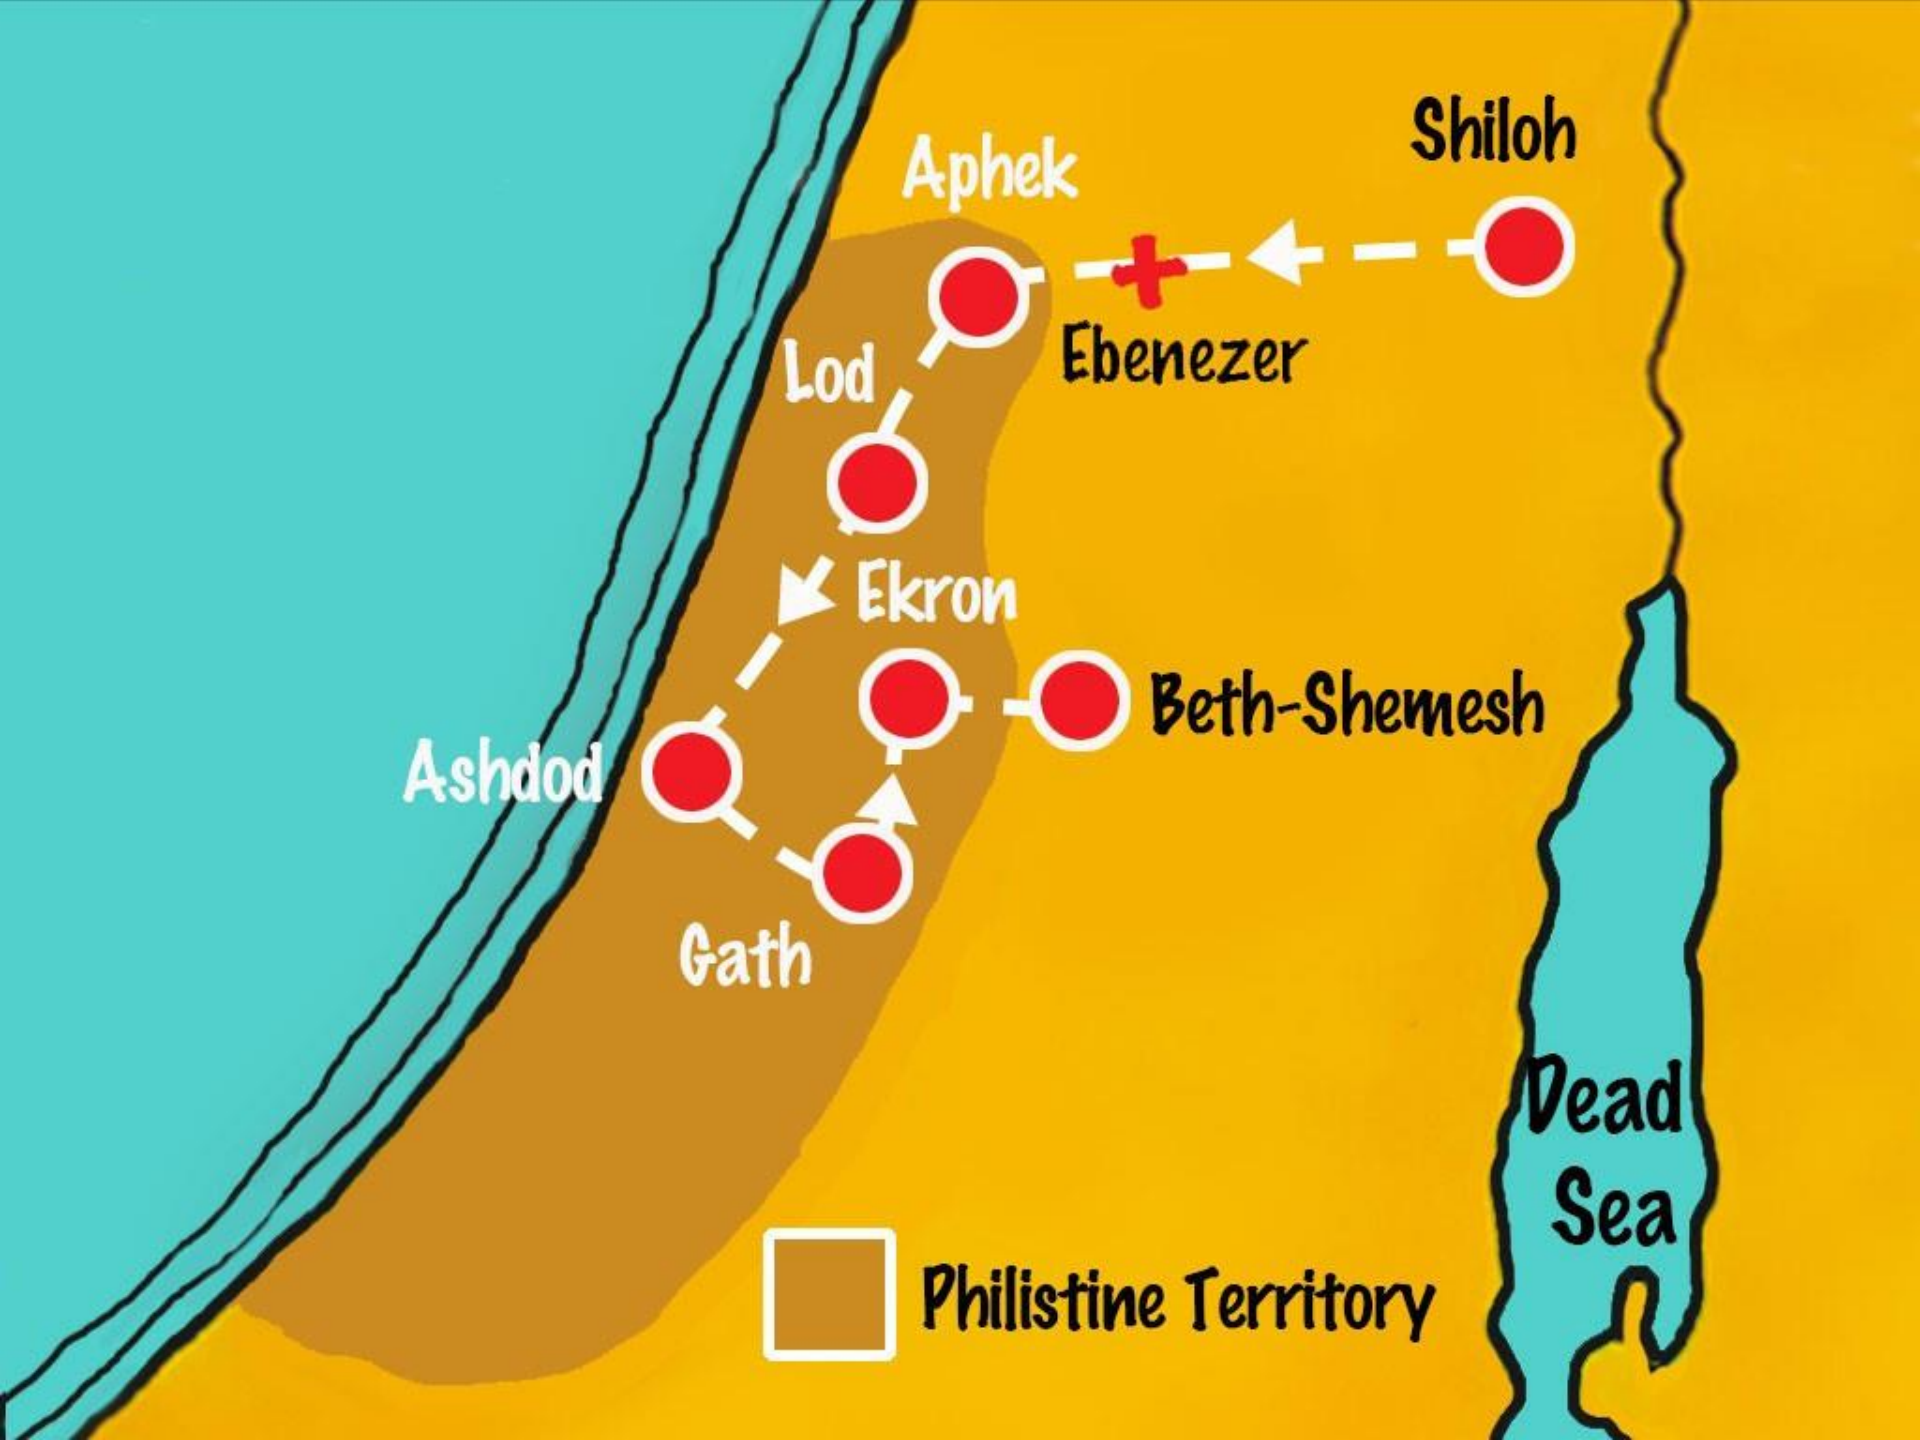 Shiloh
Aphek
Ebenezer
Lod
Ekron
Beth-Shemesh
Ashdod
Gath
Dead
Sea
Philistine Territory